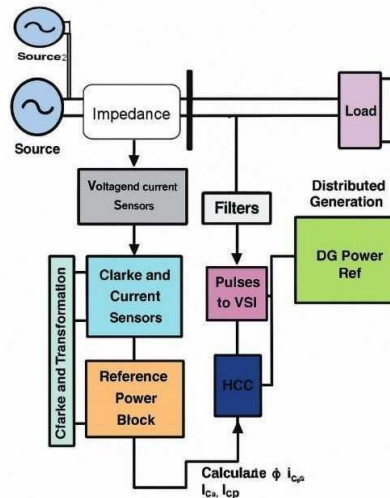 Source2
Source
Impedance
Load
Voltagend current
Sensors
Filters
Distributed
Generation
DG Power
Ref
Clarke and
Current
Sensors
Pulses
to VSI
Clarke and Transformation
Reference
Power
Block
HCC
Calculate ϕ